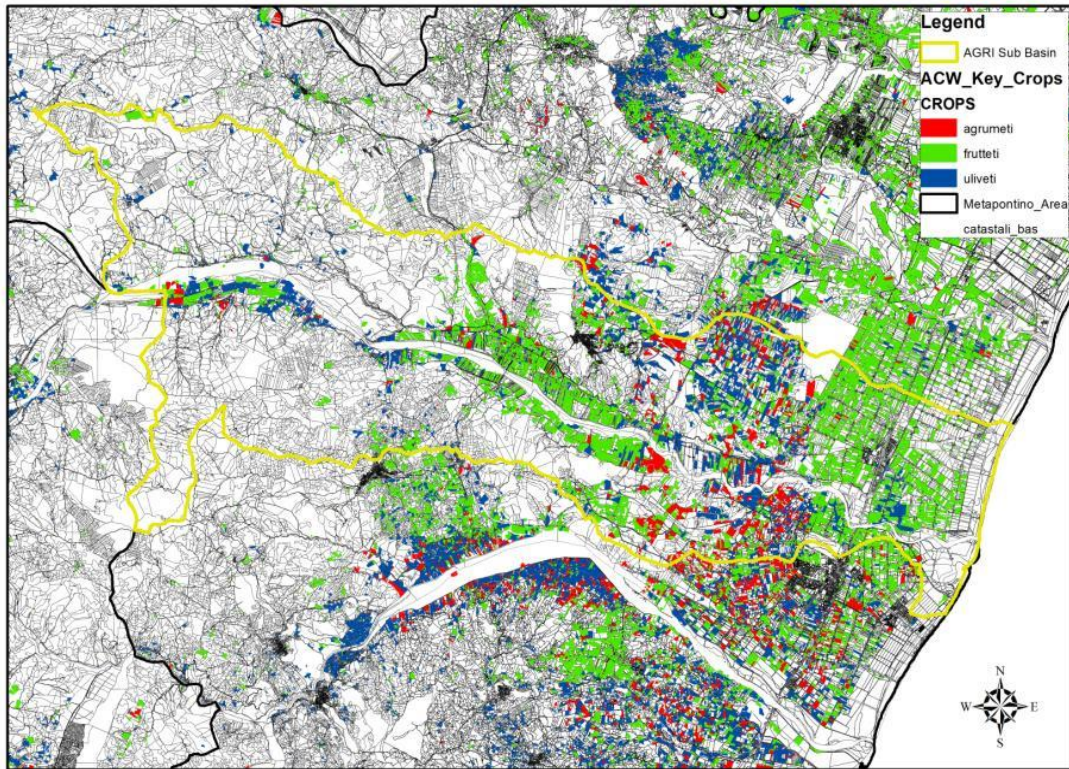 Legend
AGRI Sub Basin
ACW_Key_Crops
CROPS
agrumeti
frutteti
uliveti
Metapontino_Area
catastali_bas
N
W E
S